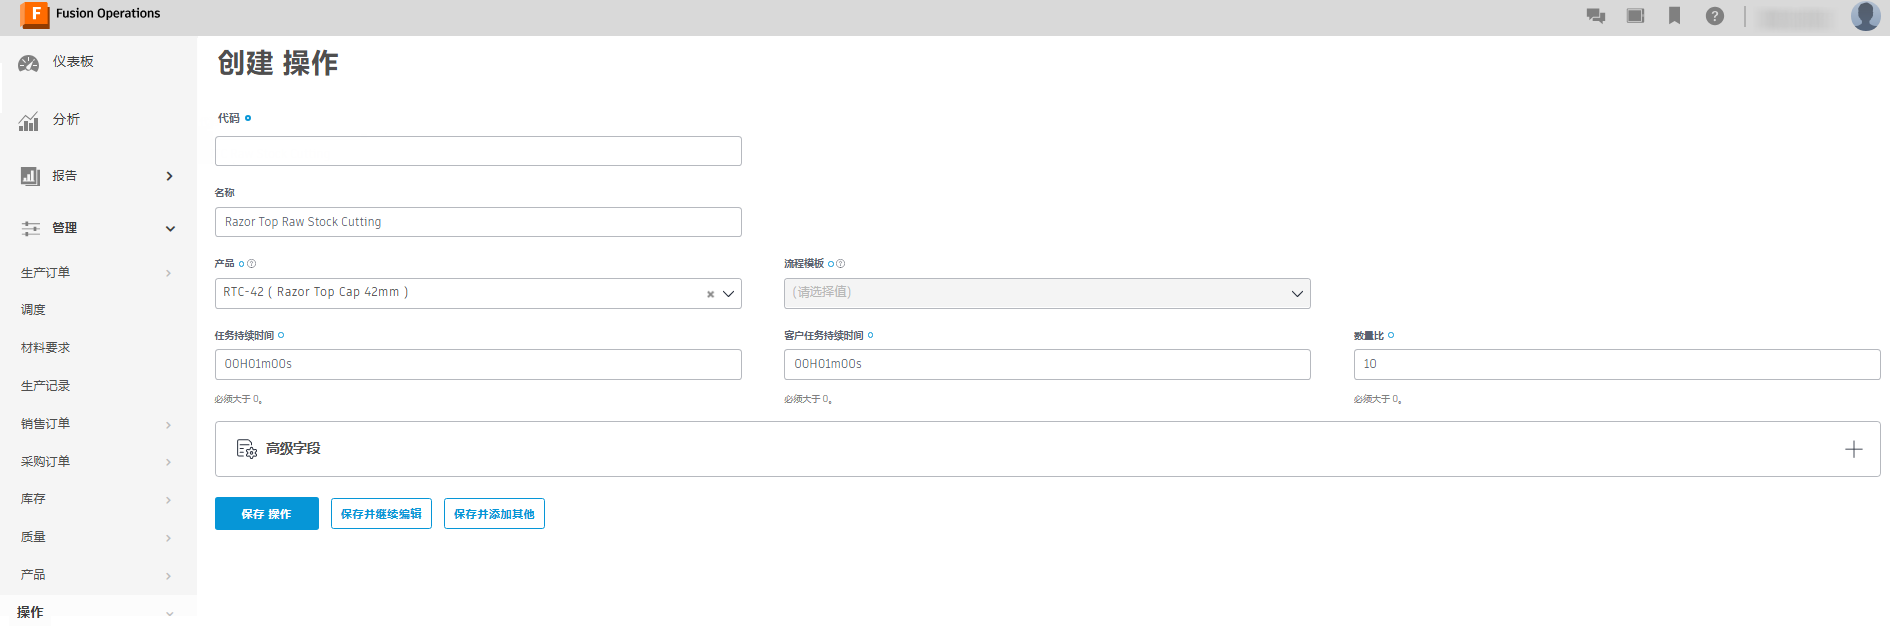 Fusion Operations
仪表板
分析
报告
管理
生产订单
调度
材料要求
生产记录
销售订单
采购订单
库存
质量
产品
操作
创建 操作
代码
名称
Razor Top Raw Stock Cutting
产品
RTC-42 ( Razor Top Cap 42mm )
流程模板
(请选择值)
任务持续时间
00H01m00s
必须大于 0。
客户任务持续时间
00H01m00s
必须大于 0。
数量比
10
必须大于 0。
高级字段
保存 操作
保存并继续编辑
保存并添加其他